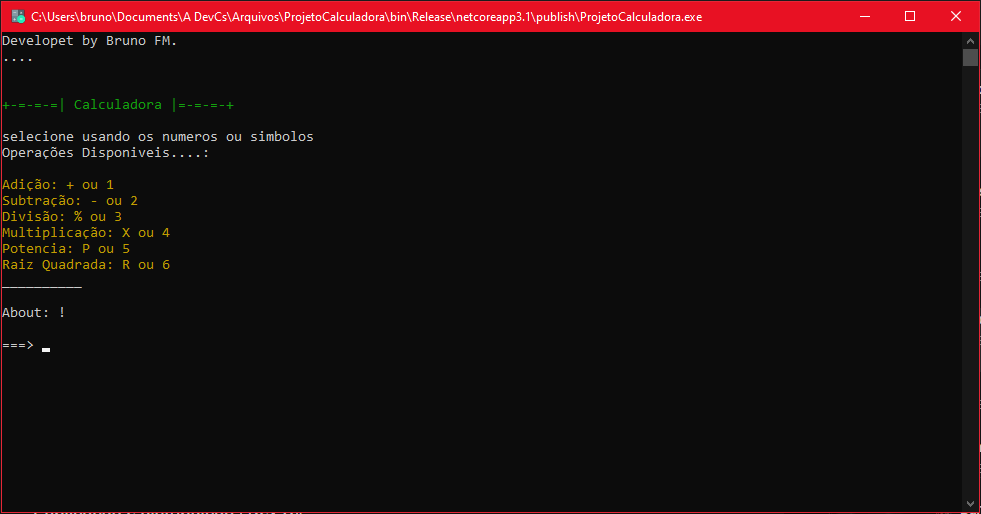 C:\Users\bruno\Documents\A DevCs\Arquivos\ProjetoCalculadora\bin\Release\netcoreapp3.1\publish\ProjetoCalculadora.exe
Developet by Bruno FM.
....
+-=-=-=| Calculadora |=-=-=-+
selecione usando os numeros ou simbolos
Operações Disponiveis....:
Adição: + ou 1
Subtração: - ou 2
Divisão: % ou 3
Multiplicação: X ou 4
Potencia: P ou 5
Raiz Quadrada: R ou 6
__________
About: !
===> _